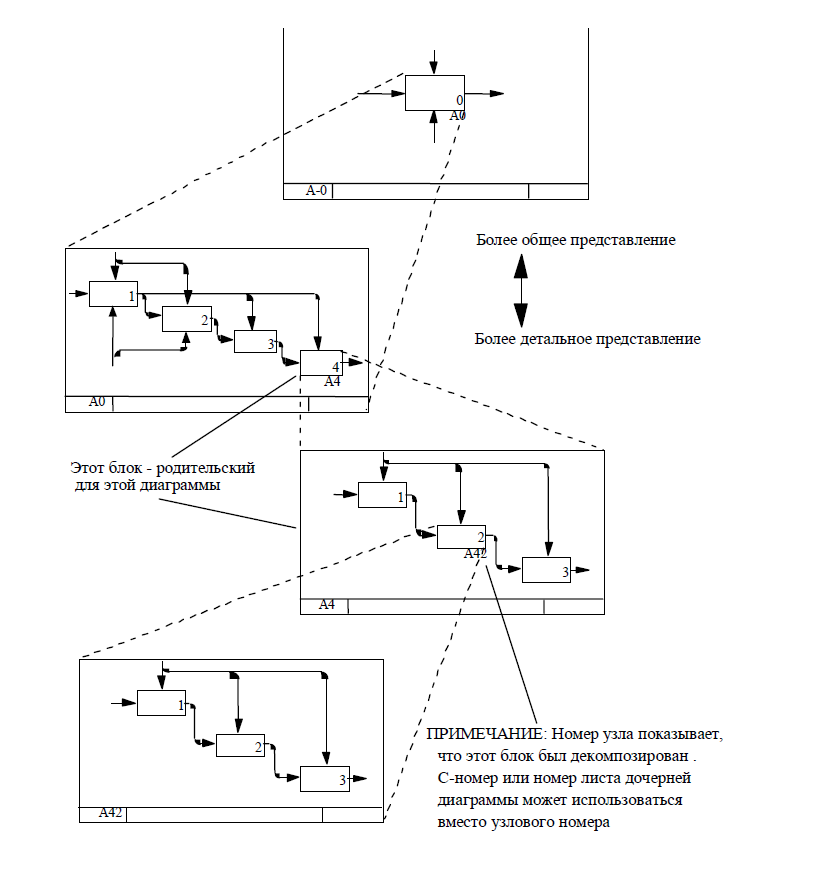 0
A0
A-0
Более общее представление
Более детальное представление
1
2
3
4
A4
A0
Этот блок - родительский
для этой диаграммы
1
2
A42
3
A4
1
2
3
A42
ПРИМЕЧАНИЕ: Номер узла показывает,
что этот блок был декомпозирован .
С-номер или номер листа дочерней
диаграммы может использоваться
вместо узлового номера